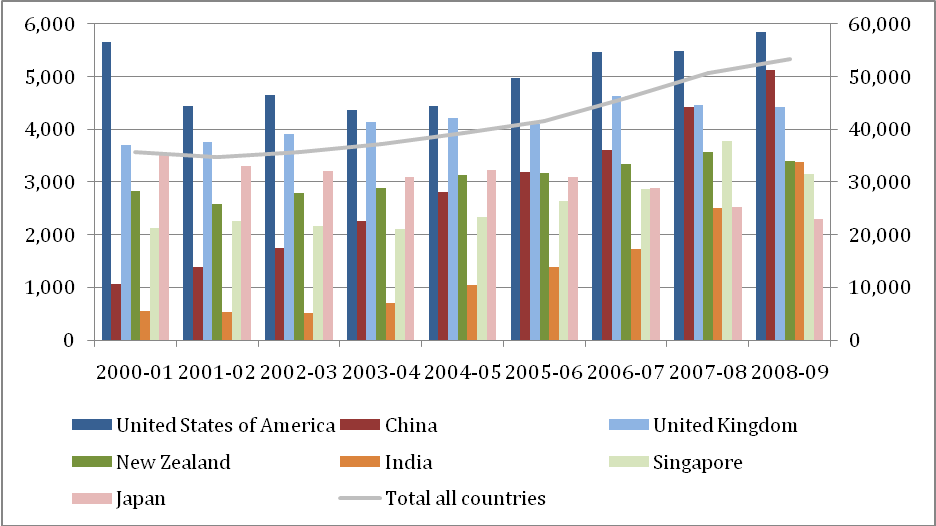 6,000 60,000
5,000 50,000
4,000 40,000
3,000 30,000
2,000 20,000
1,000 10,000
0 0
2000-01 2001-02 2002-03 2003-04 2004-05 2005-06 2006-07 2007-08 2008-09
United States of America China United Kingdom
New Zealand India Singapore
Japan Total all countries